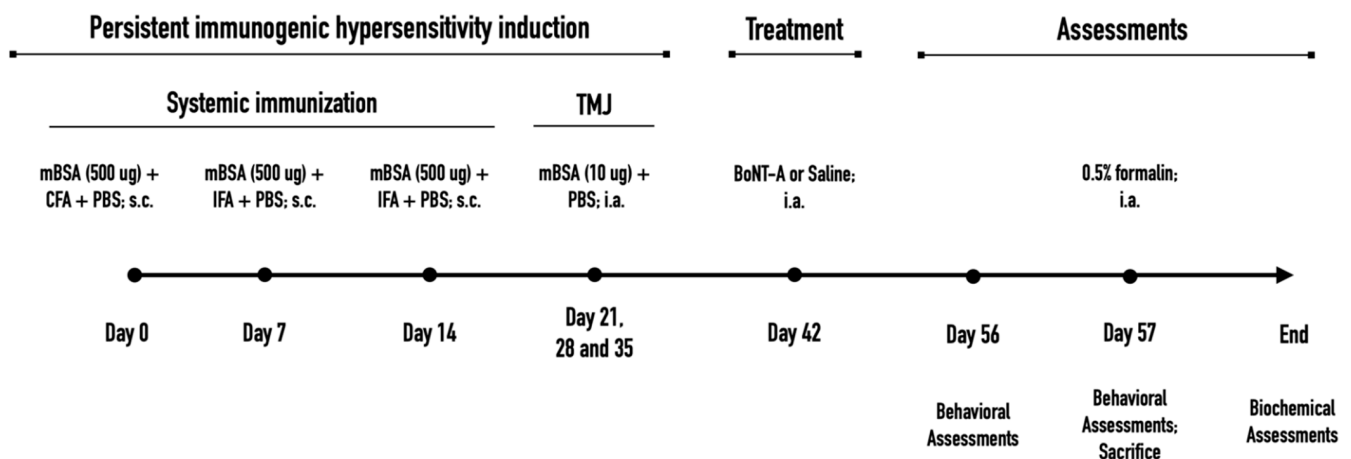 Persistent immunogenic hypersensitivity induction
Treatment
Assessments
Systemic immunization
TMJ
mBSA (500 ug) +
CFA + PBS; s.c.
mBSA (500 ug) +
IFA + PBS; s.c.
mBSA (500 ug) +
IFA + PBS; s.c.
mBSA (10 ug) +
PBS; i.a.
BoNT-A or Saline;
i.a.
0.5% formalin;
i.a.
Day 0
Day 7
Day 14
Day 21,
28 and 35
Day 42
Day 56
Day 57
End
Behavioral
Assessments
Behavioral
Assessments;
Sacrifice
Biochemical
Assessments